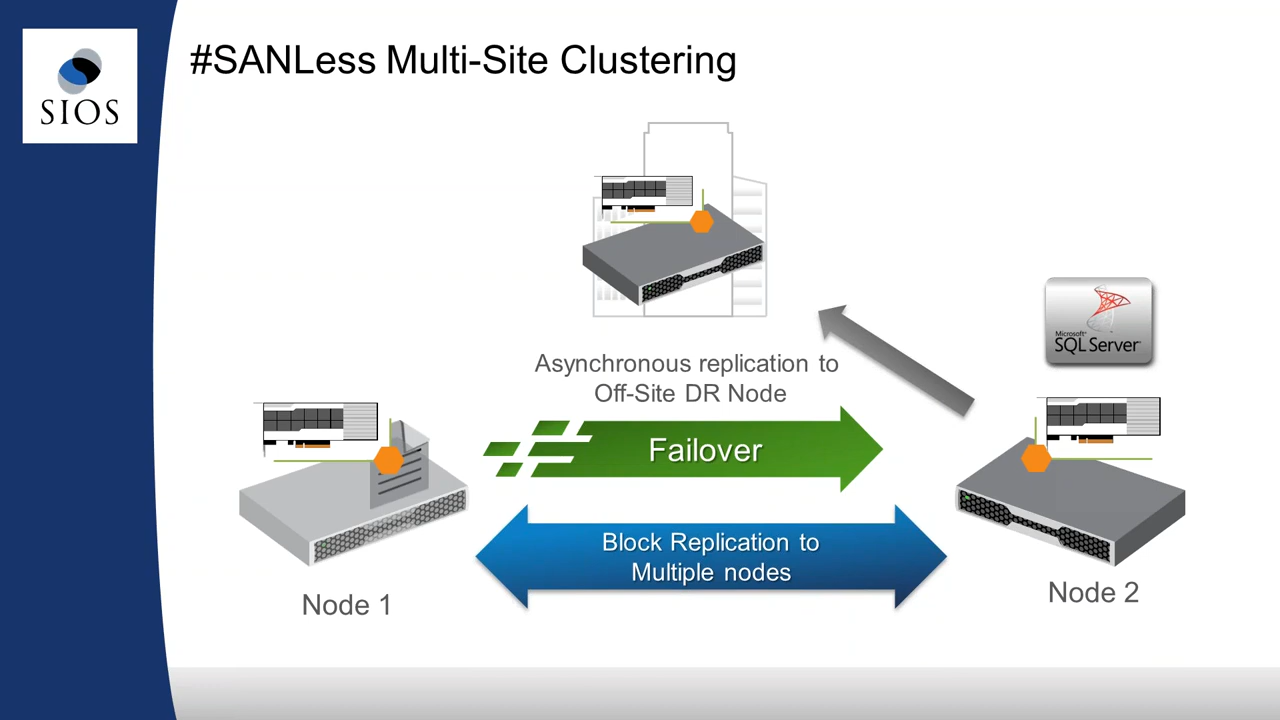 SIOS
#SANLess Multi-Site Clustering
Asynchronous replication to
Off-Site DR Node
Microsoft®
SQL Server
Failover
Block Replication to
Multiple nodes
Node 1
Node 2